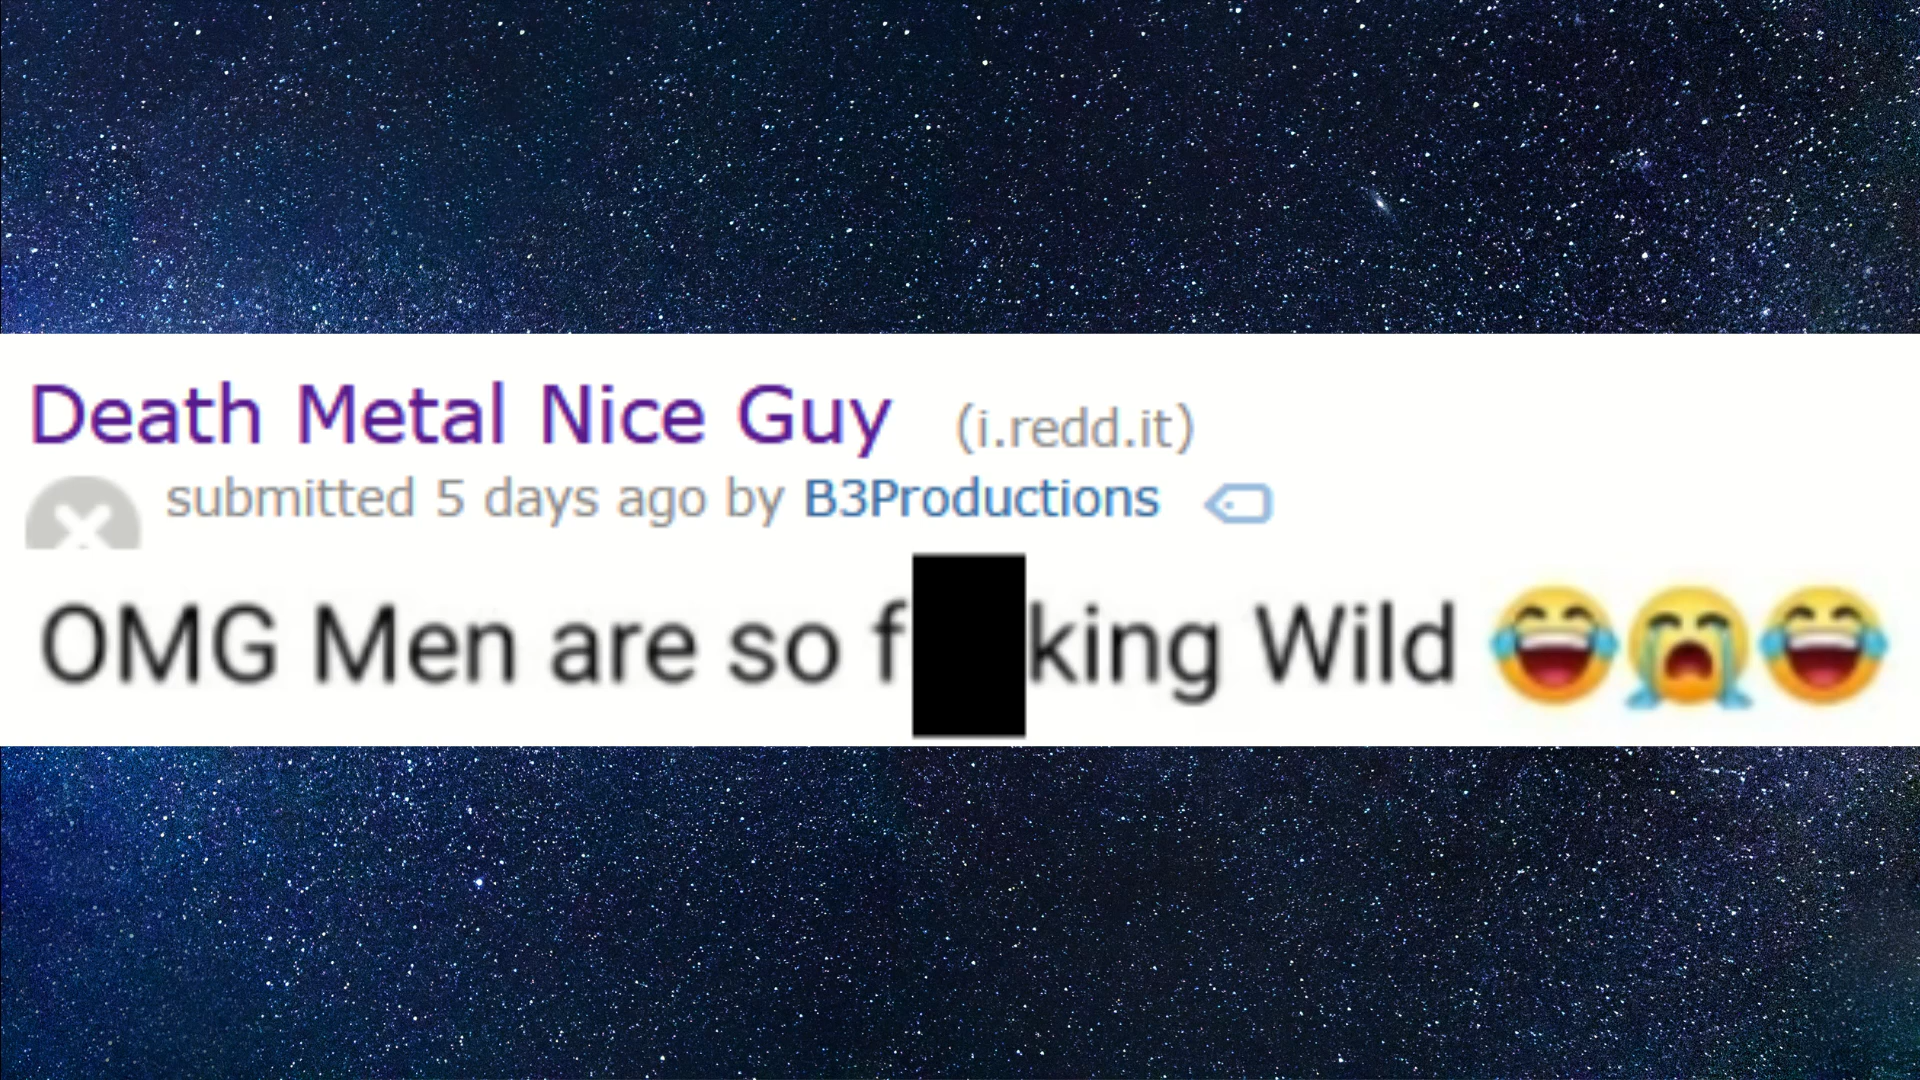 Death Metal Nice Guy (i.redd.it)
submitted 5 days ago by B3Productions
OMG Men are so f█king Wild 😂😭😂